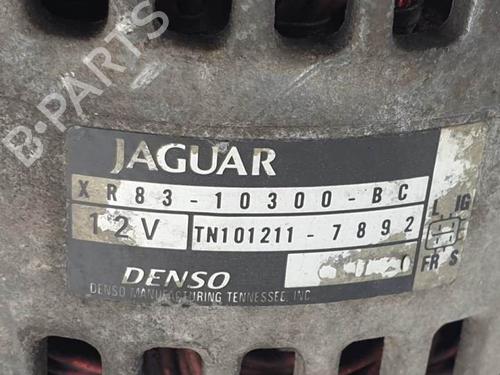 B-PARTS
JAGUAR
XR83-10300-BC
12V TN101211-7892
L IG
FR S
DENSO
DENSO MANUFACTURING TENNESSEE, INC.